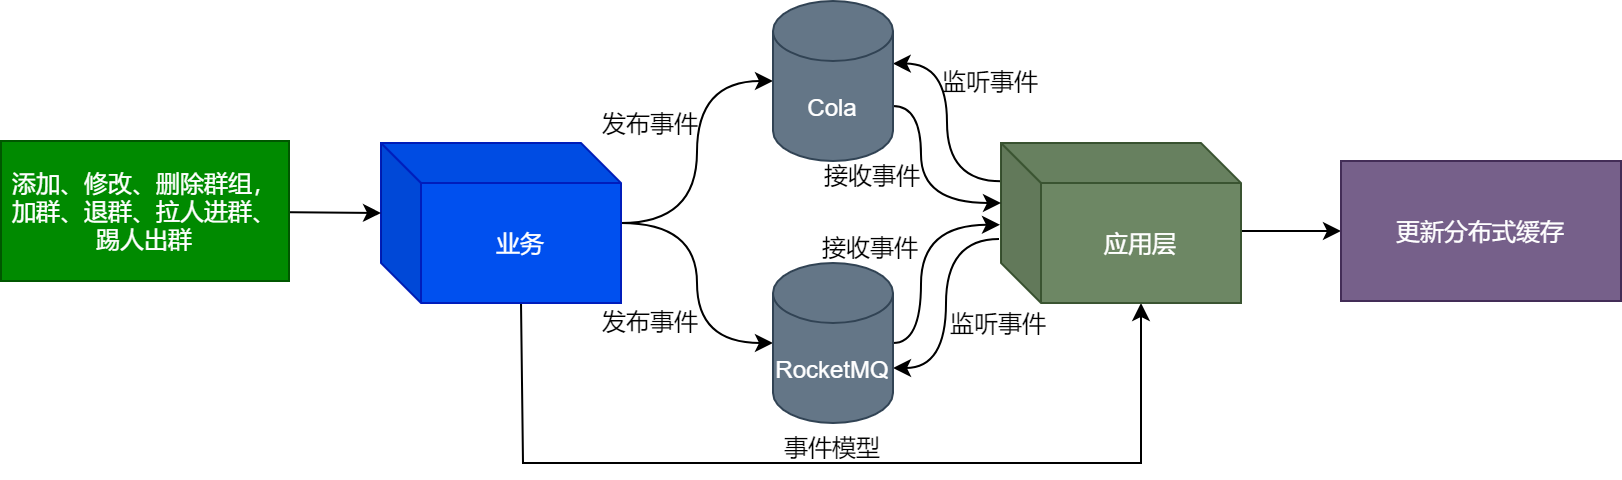 添加、修改、删除群组，
加群、退群、拉人进群、
踢人出群
业务
发布事件
发布事件
Cola
RocketMQ
监听事件
接收事件
接收事件
监听事件
事件模型
应用层
更新分布式缓存